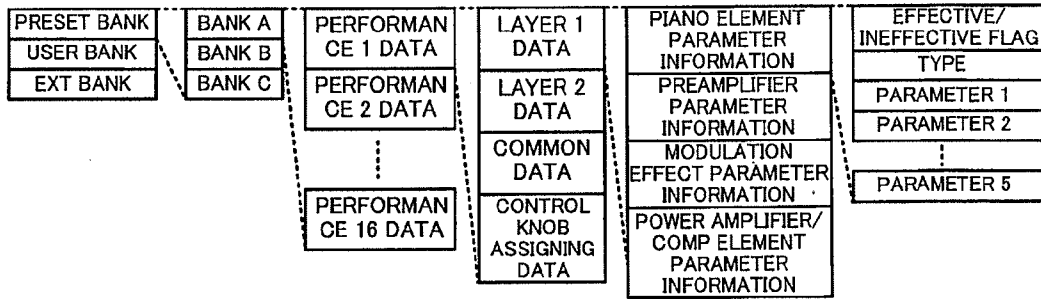 PRESET BANK
USER BANK
EXT BANK
BANK A
BANK B
BANK C
PERFORMAN
CE 1 DATA
PERFORMAN
CE 2 DATA
PERFORMAN
CE 16 DATA
LAYER 1
DATA
LAYER 2
DATA
COMMON
DATA
CONTROL
KNOB
ASSIGNING
DATA
PIANO ELEMENT
PARAMETER
INFORMATION
PREAMPLIFIER
PARAMETER
INFORMATION
MODULATION
EFFECT PARAMETER
INFORMATION
POWER AMPLIFIER/
COMP ELEMENT
PARAMETER
INFORMATION
EFFECTIVE/
INEFFECTIVE FLAG
TYPE
PARAMETER 1
PARAMETER 2
PARAMETER 5